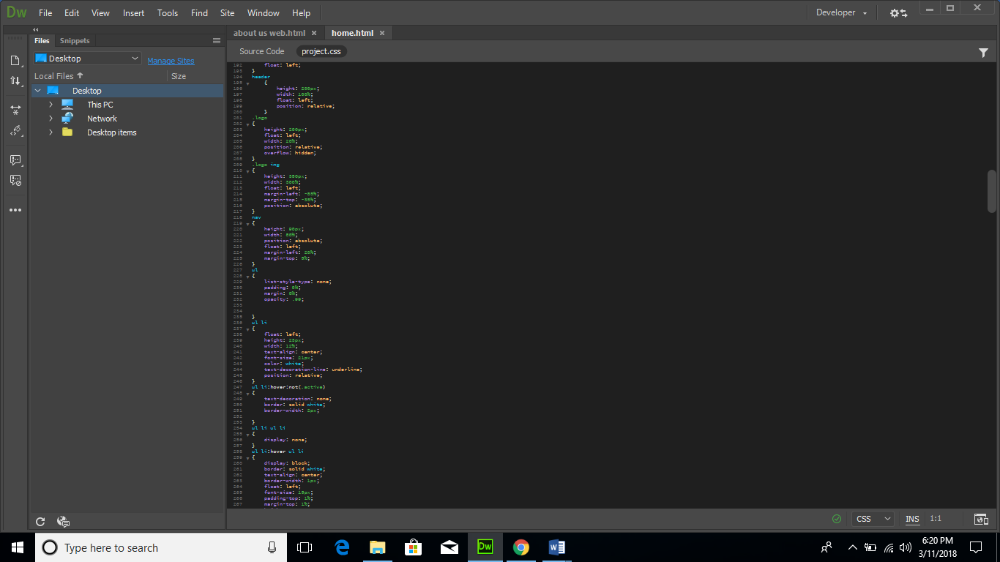 Dw File Edit View Insert Tools Find Site Window Help Developer
Files Snippets
about us web.html home.html
Desktop Manage Sites
Source Code project.css
Local Files Size
Desktop
This PC
Network
Desktop items
192 float: left;
193 }
194 header
195 {
196 height: 200px;
197 width: 100%;
198 float: left;
199 position: relative;
200 }
201 .logo
202 {
203 height: 200px;
204 float: left;
205 width: 20%;
206 position: relative;
207 overflow: hidden;
208 }
209 .logo img
210 {
211 height:
212 width:
213 float: left;
214 margin-left:
215 margin-top:
216 position: absolute;
217 }
218 nav
219 {
220 height: 90px;
221 width:
222 position: absolute;
223 float: left;
224 margin-left: 20%;
225 margin-top:
226 }
227 ul
228 {
229 list-style-type: none;
230 padding: 0%;
231 margin: 0%;
232 opacity: .99;
233
234
235 }
236 ul li
237 {
238 float: left;
239 height: 25px;
240 width: 12%;
241 text-align: center;
242 font-size: 21px;
243 color: white;
244 text-decoration-line: underline;
245 position: relative;
246 }
247 ul li:hover:not(.active)
248 {
249 text-decoration: none;
250 border: solid white;
251 border-width: 2px;
252
253 }
254 ul li ul li
255 {
256 display: none;
257 }
258 ul li:hover ul li
259 {
260 display: block;
261 border: solid white;
262 text-align: center;
263 border-width: 1px;
264 float: left;
265 font-size: 15px;
266 padding-top: 1%;
267 margin-top: 1%;
CSS INS 1:1
Type here to search
Dw
6:20 PM
3/11/2018